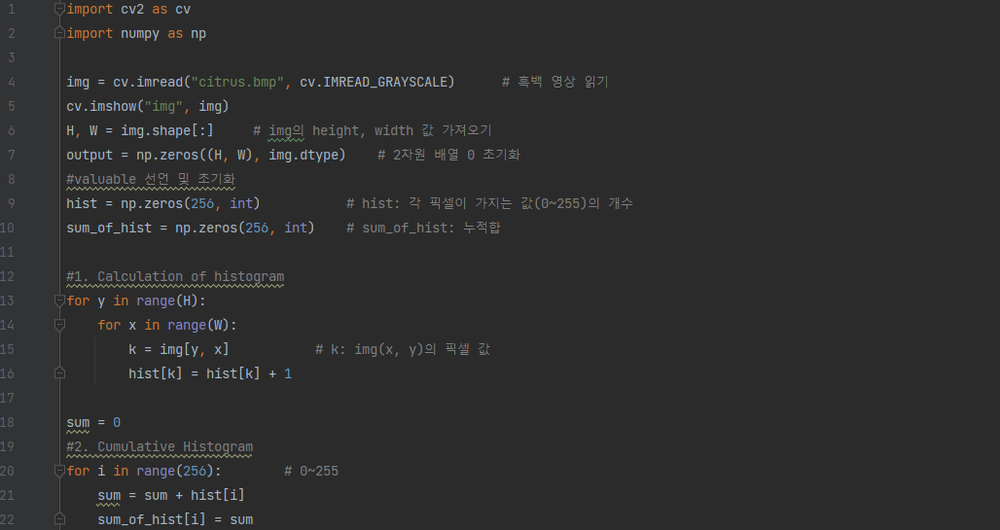 1 import cv2 as cv
2 import numpy as np
3
4 img = cv.imread("citrus.bmp", cv.IMREAD_GRAYSCALE)      # 흑백 영상 읽기
5 cv.imshow("img", img)
6 H, W = img.shape[:]     # img의 height, width 값 가져오기
7 output = np.zeros((H, W), img.dtype)    # 2차원 배열 0 초기화
8 #valuable 선언 및 초기화
9 hist = np.zeros(256, int)           # hist: 각 픽셀이 가지는 값(0~255)의 개수
10 sum_of_hist = np.zeros(256, int)    # sum_of_hist: 누적합
11
12 #1. Calculation of histogram
13 for y in range(H):
14     for x in range(W):
15         k = img[y, x]           # k: img(x, y)의 픽셀 값
16         hist[k] = hist[k] + 1
17
18 sum = 0
19 #2. Cumulative Histogram
20 for i in range(256):        # 0~255
21     sum = sum + hist[i]
22     sum_of_hist[i] = sum